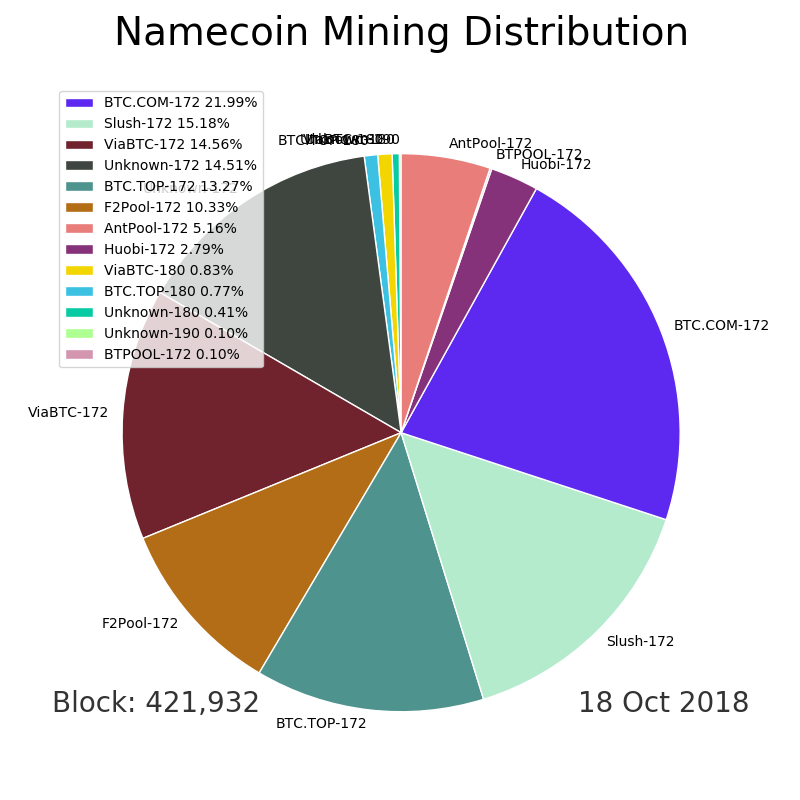 Namecoin Mining Distribution
BTC.COM-172 21.99%
Slush-172 15.18%
ViaBTC-172 14.56%
Unknown-172 14.51%
BTC.TOP-172 13.27%
F2Pool-172 10.33%
AntPool-172 5.16%
Huobi-172 2.79%
ViaBTC-180 0.83%
BTC.TOP-180 0.77%
Unknown-180 0.41%
Unknown-190 0.10%
BTPOOL-172 0.10%
AntPool-172
BTPOOL-172
Huobi-172
BTC.COM-172
ViaBTC-172
F2Pool-172
Slush-172
BTC.TOP-172
Block: 421,932
18 Oct 2018